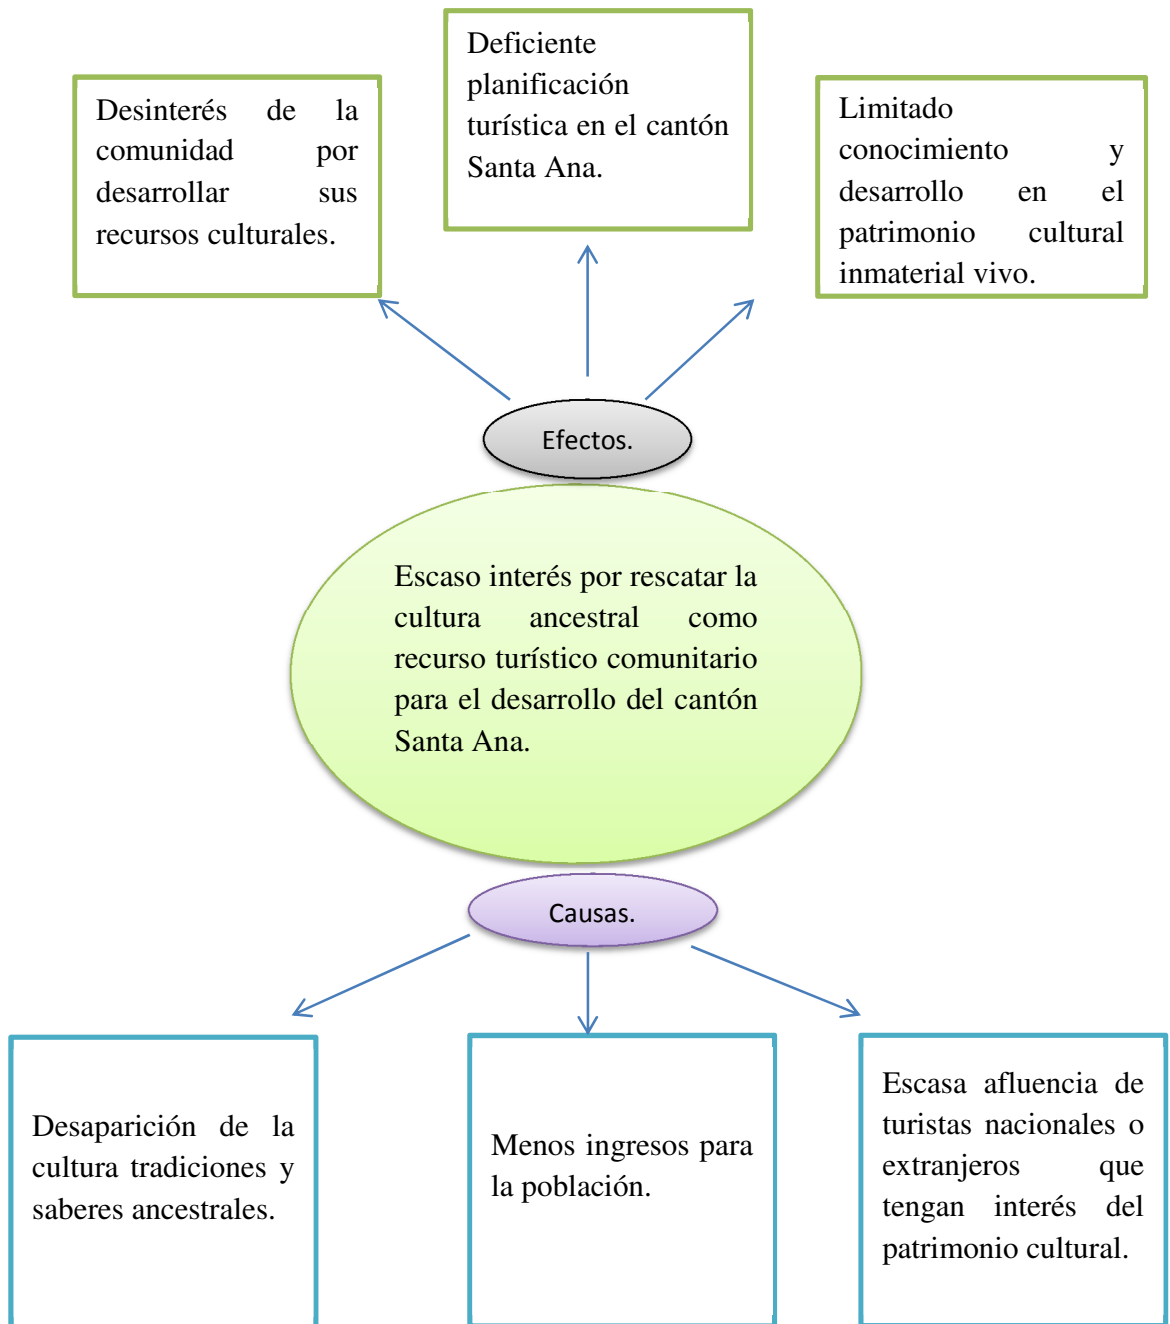 Deficiente
planificación
turística en el cantón
Santa Ana.
Desinterés de la
comunidad por
desarrollar sus
recursos culturales.
Limitado
conocimiento y
desarrollo en el
patrimonio cultural
inmaterial vivo.
Efectos.
Escaso interés por rescatar la
cultura ancestral como
recurso turístico comunitario
para el desarrollo del cantón
Santa Ana.
Causas.
Desaparición de la
cultura tradiciones y
saberes ancestrales.
Menos ingresos para
la población.
Escasa afluencia de
turistas nacionales o
extranjeros que
tengan interés del
patrimonio cultural.